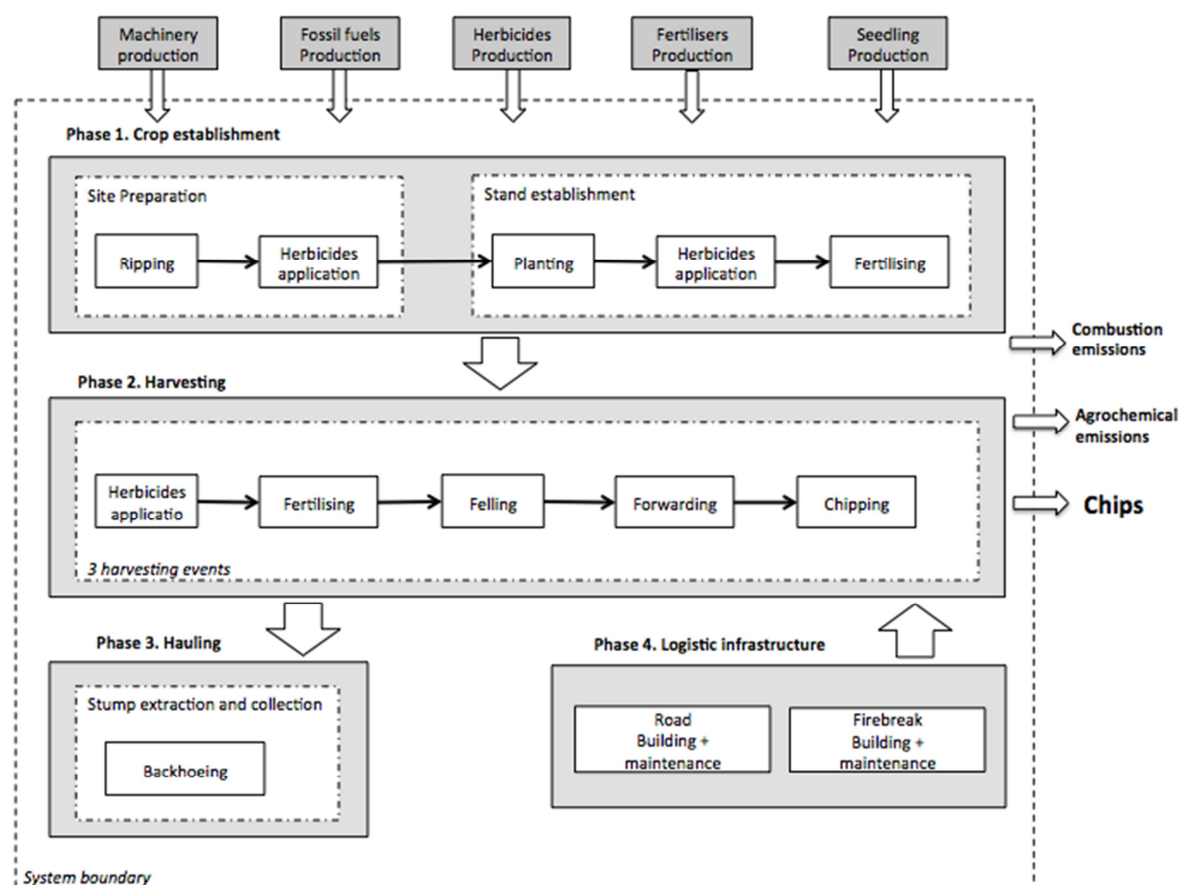 Machinery
production
Fossil fuels
Production
Herbicides
Production
Fertilisers
Production
Seedling
Production
Phase 1. Crop establishment
Site Preparation
Stand establishment
Ripping
Herbicides
application
Planting
Herbicides
application
Fertilising
Combustion
emissions
Phase 2. Harvesting
Agrochemical
emissions
Herbicides
applicatio
Fertilising
Felling
Forwarding
Chipping
Chips
3 harvesting events
Phase 3. Hauling
Phase 4. Logistic infrastructure
Stump extraction and collection
Backhoeing
Road
Building +
maintenance
Firebreak
Building +
maintenance
System boundary